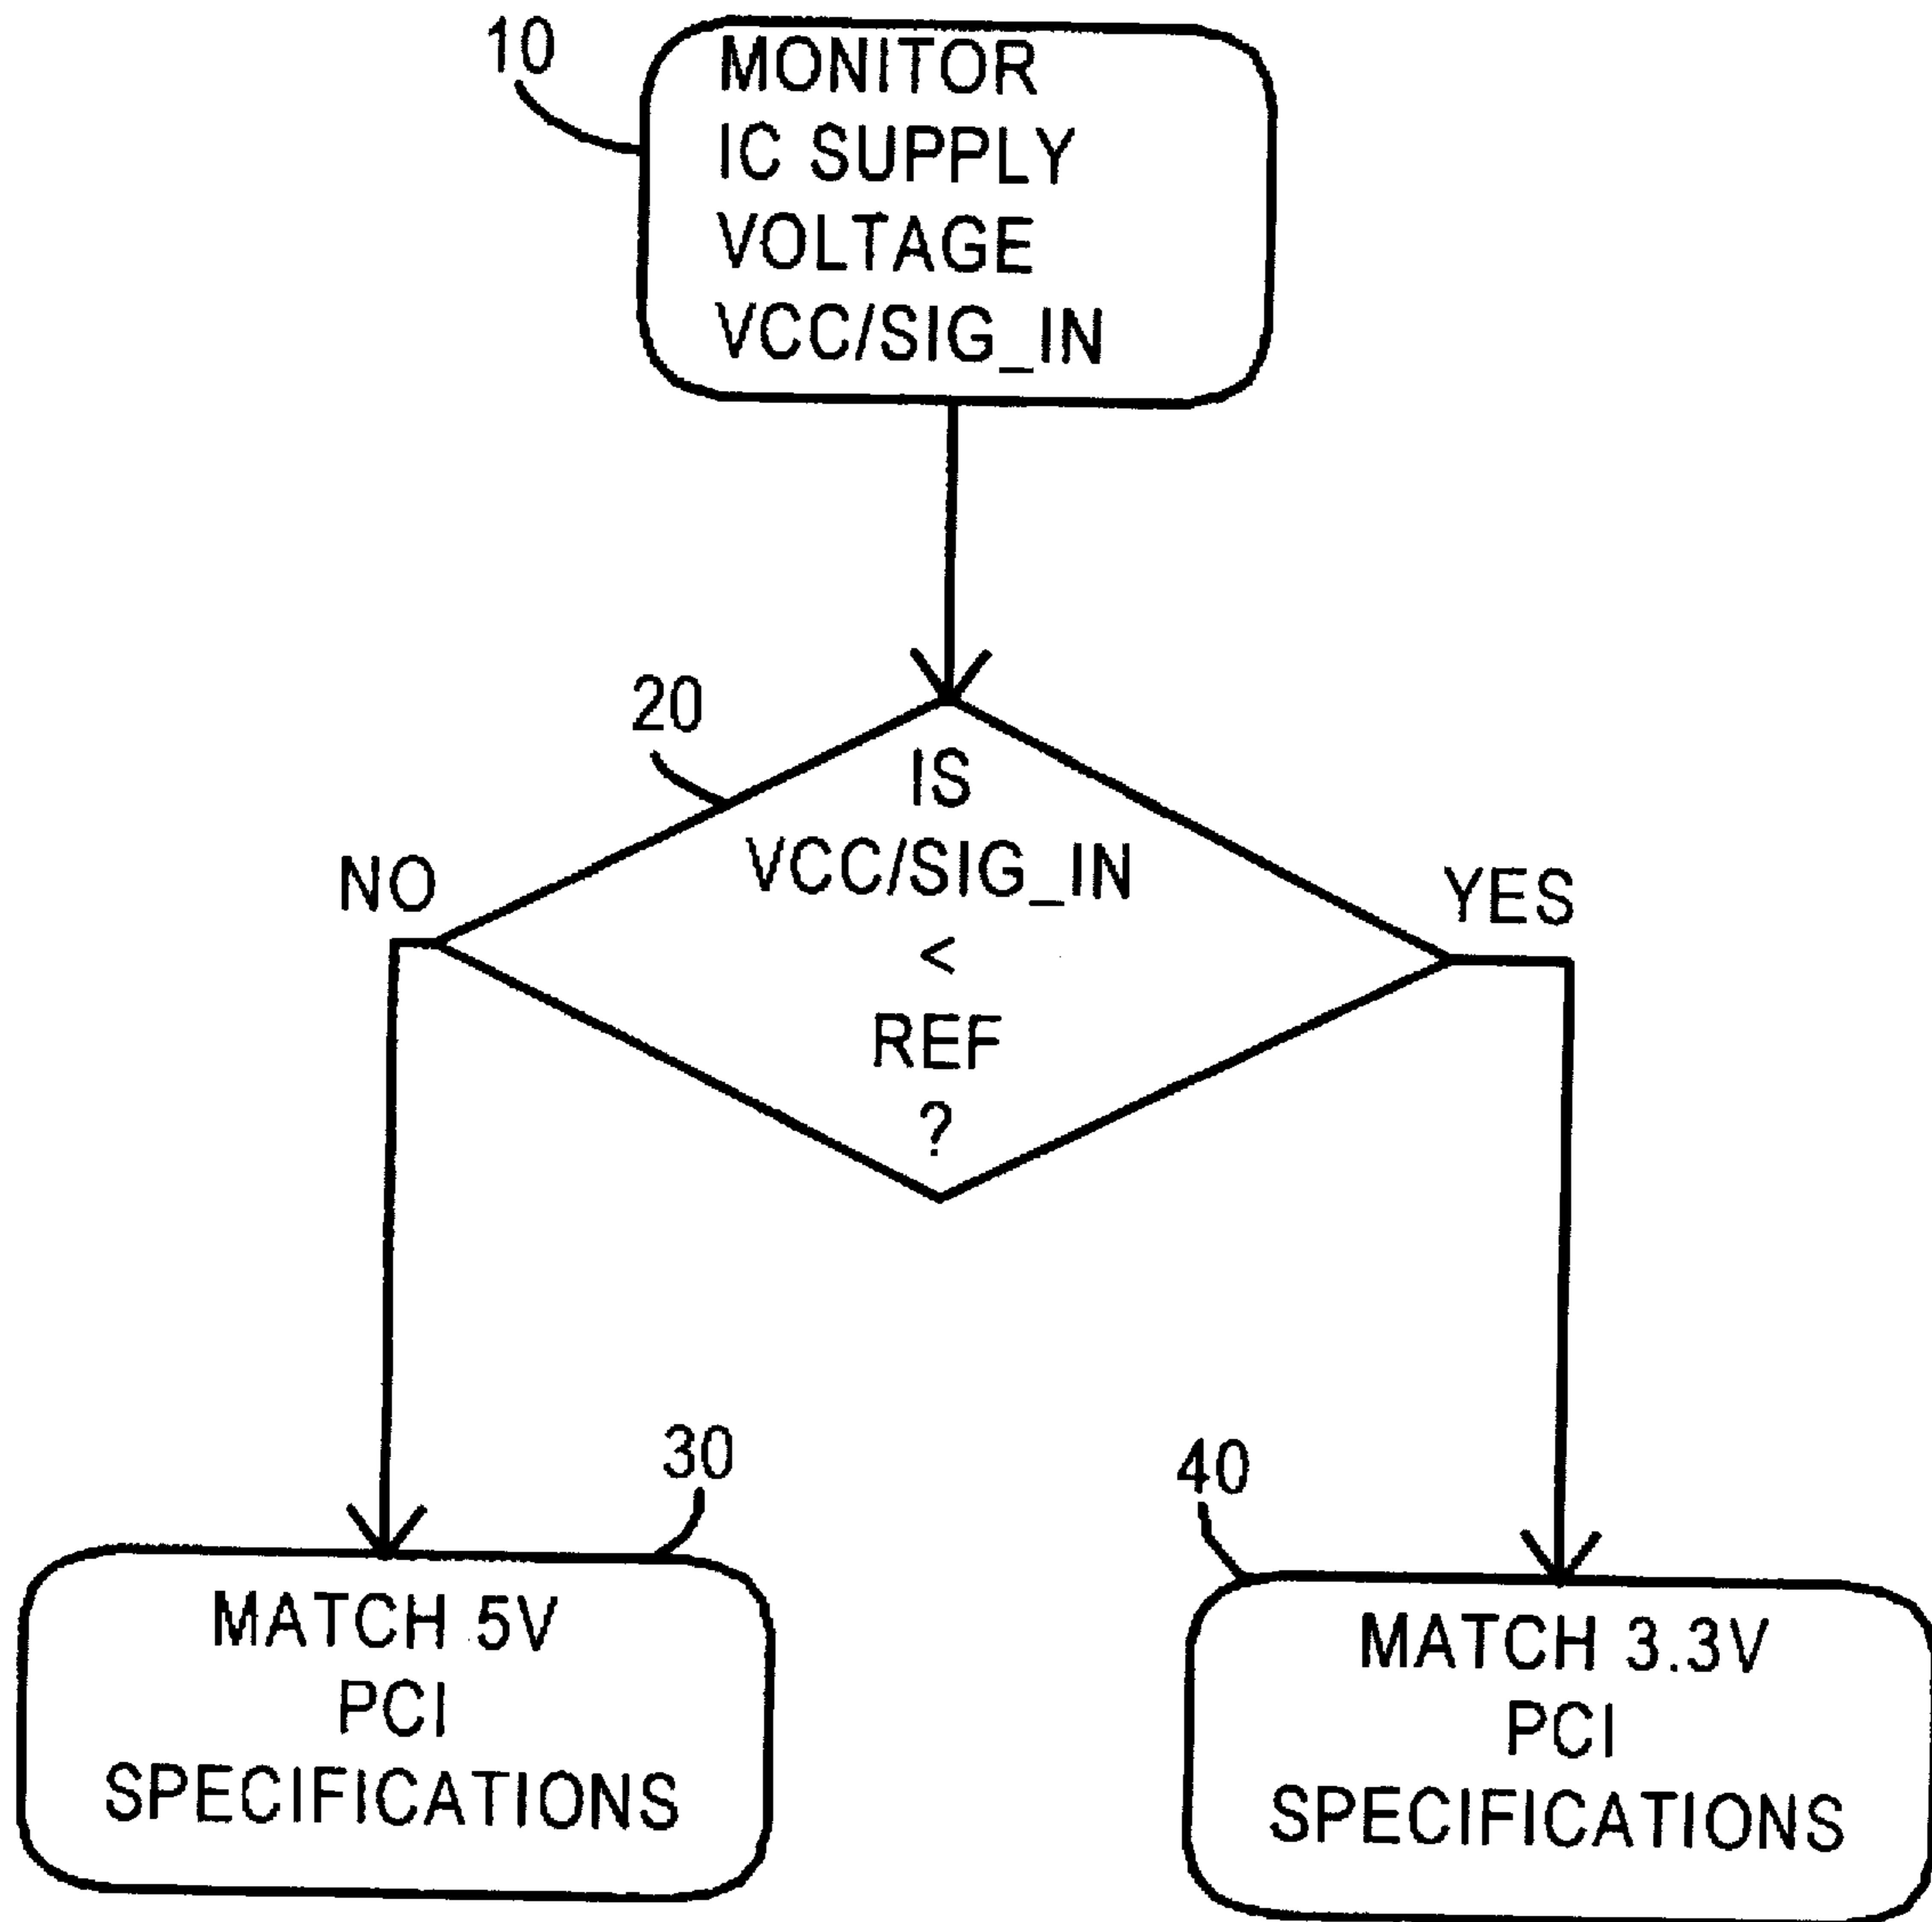 10
MONITOR
IC SUPPLY
VOLTAGE
VCC/SIG_IN
20
IS
VCC/SIG_IN
<
REF
?
NO
YES
30
MATCH 5V
PCI
SPECIFICATIONS
40
MATCH 3.3V
PCI
SPECIFICATIONS